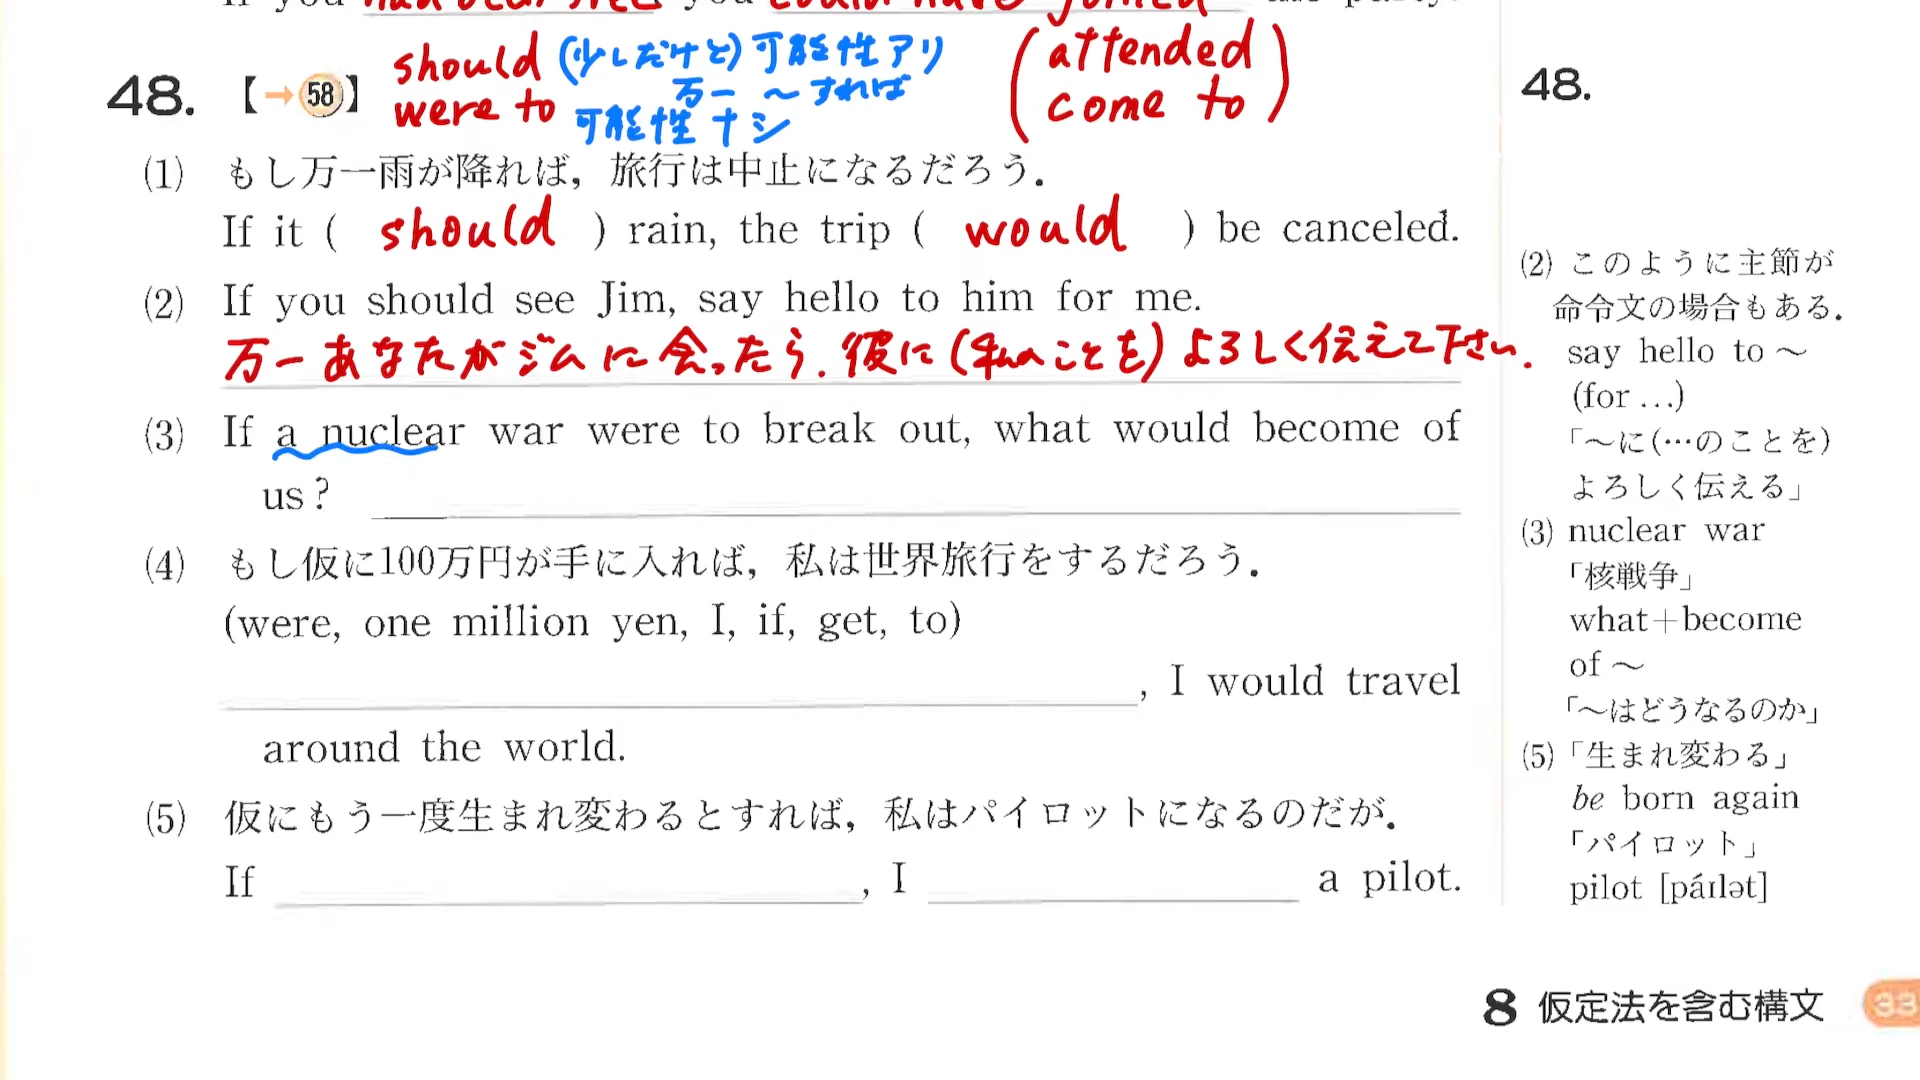 If you had been free you could have joined the party.
should (少しだけど)可能性アリ (attended
48. 【→58】 万一 ～すれば
were to 可能性ナシ come to)
(1) もし万一雨が降れば，旅行は中止になるだろう．
If it ( should ) rain, the trip ( would ) be canceled.
(2) If you should see Jim, say hello to him for me.
万一あなたがジムに会ったら．彼に(私のことを)よろしく伝えて下さい．
(3) If a nuclear war were to break out, what would become of
us?
(4) もし仮に100万円が手に入れば，私は世界旅行をするだろう．
(were, one million yen, I, if, get, to)
, I would travel
around the world.
(5) 仮にもう一度生まれ変わるとすれば，私はパイロットになるのだが．
If , I a pilot.
48.
(2) このように主節が
命令文の場合もある．
say hello to ～
(for …)
「～に(…のことを)
よろしく伝える」
(3) nuclear war
「核戦争」
what＋become
of ～
「～はどうなるのか」
(5) 「生まれ変わる」
be born again
「パイロット」
pilot [páɪlət]
8 仮定法を含む構文 33